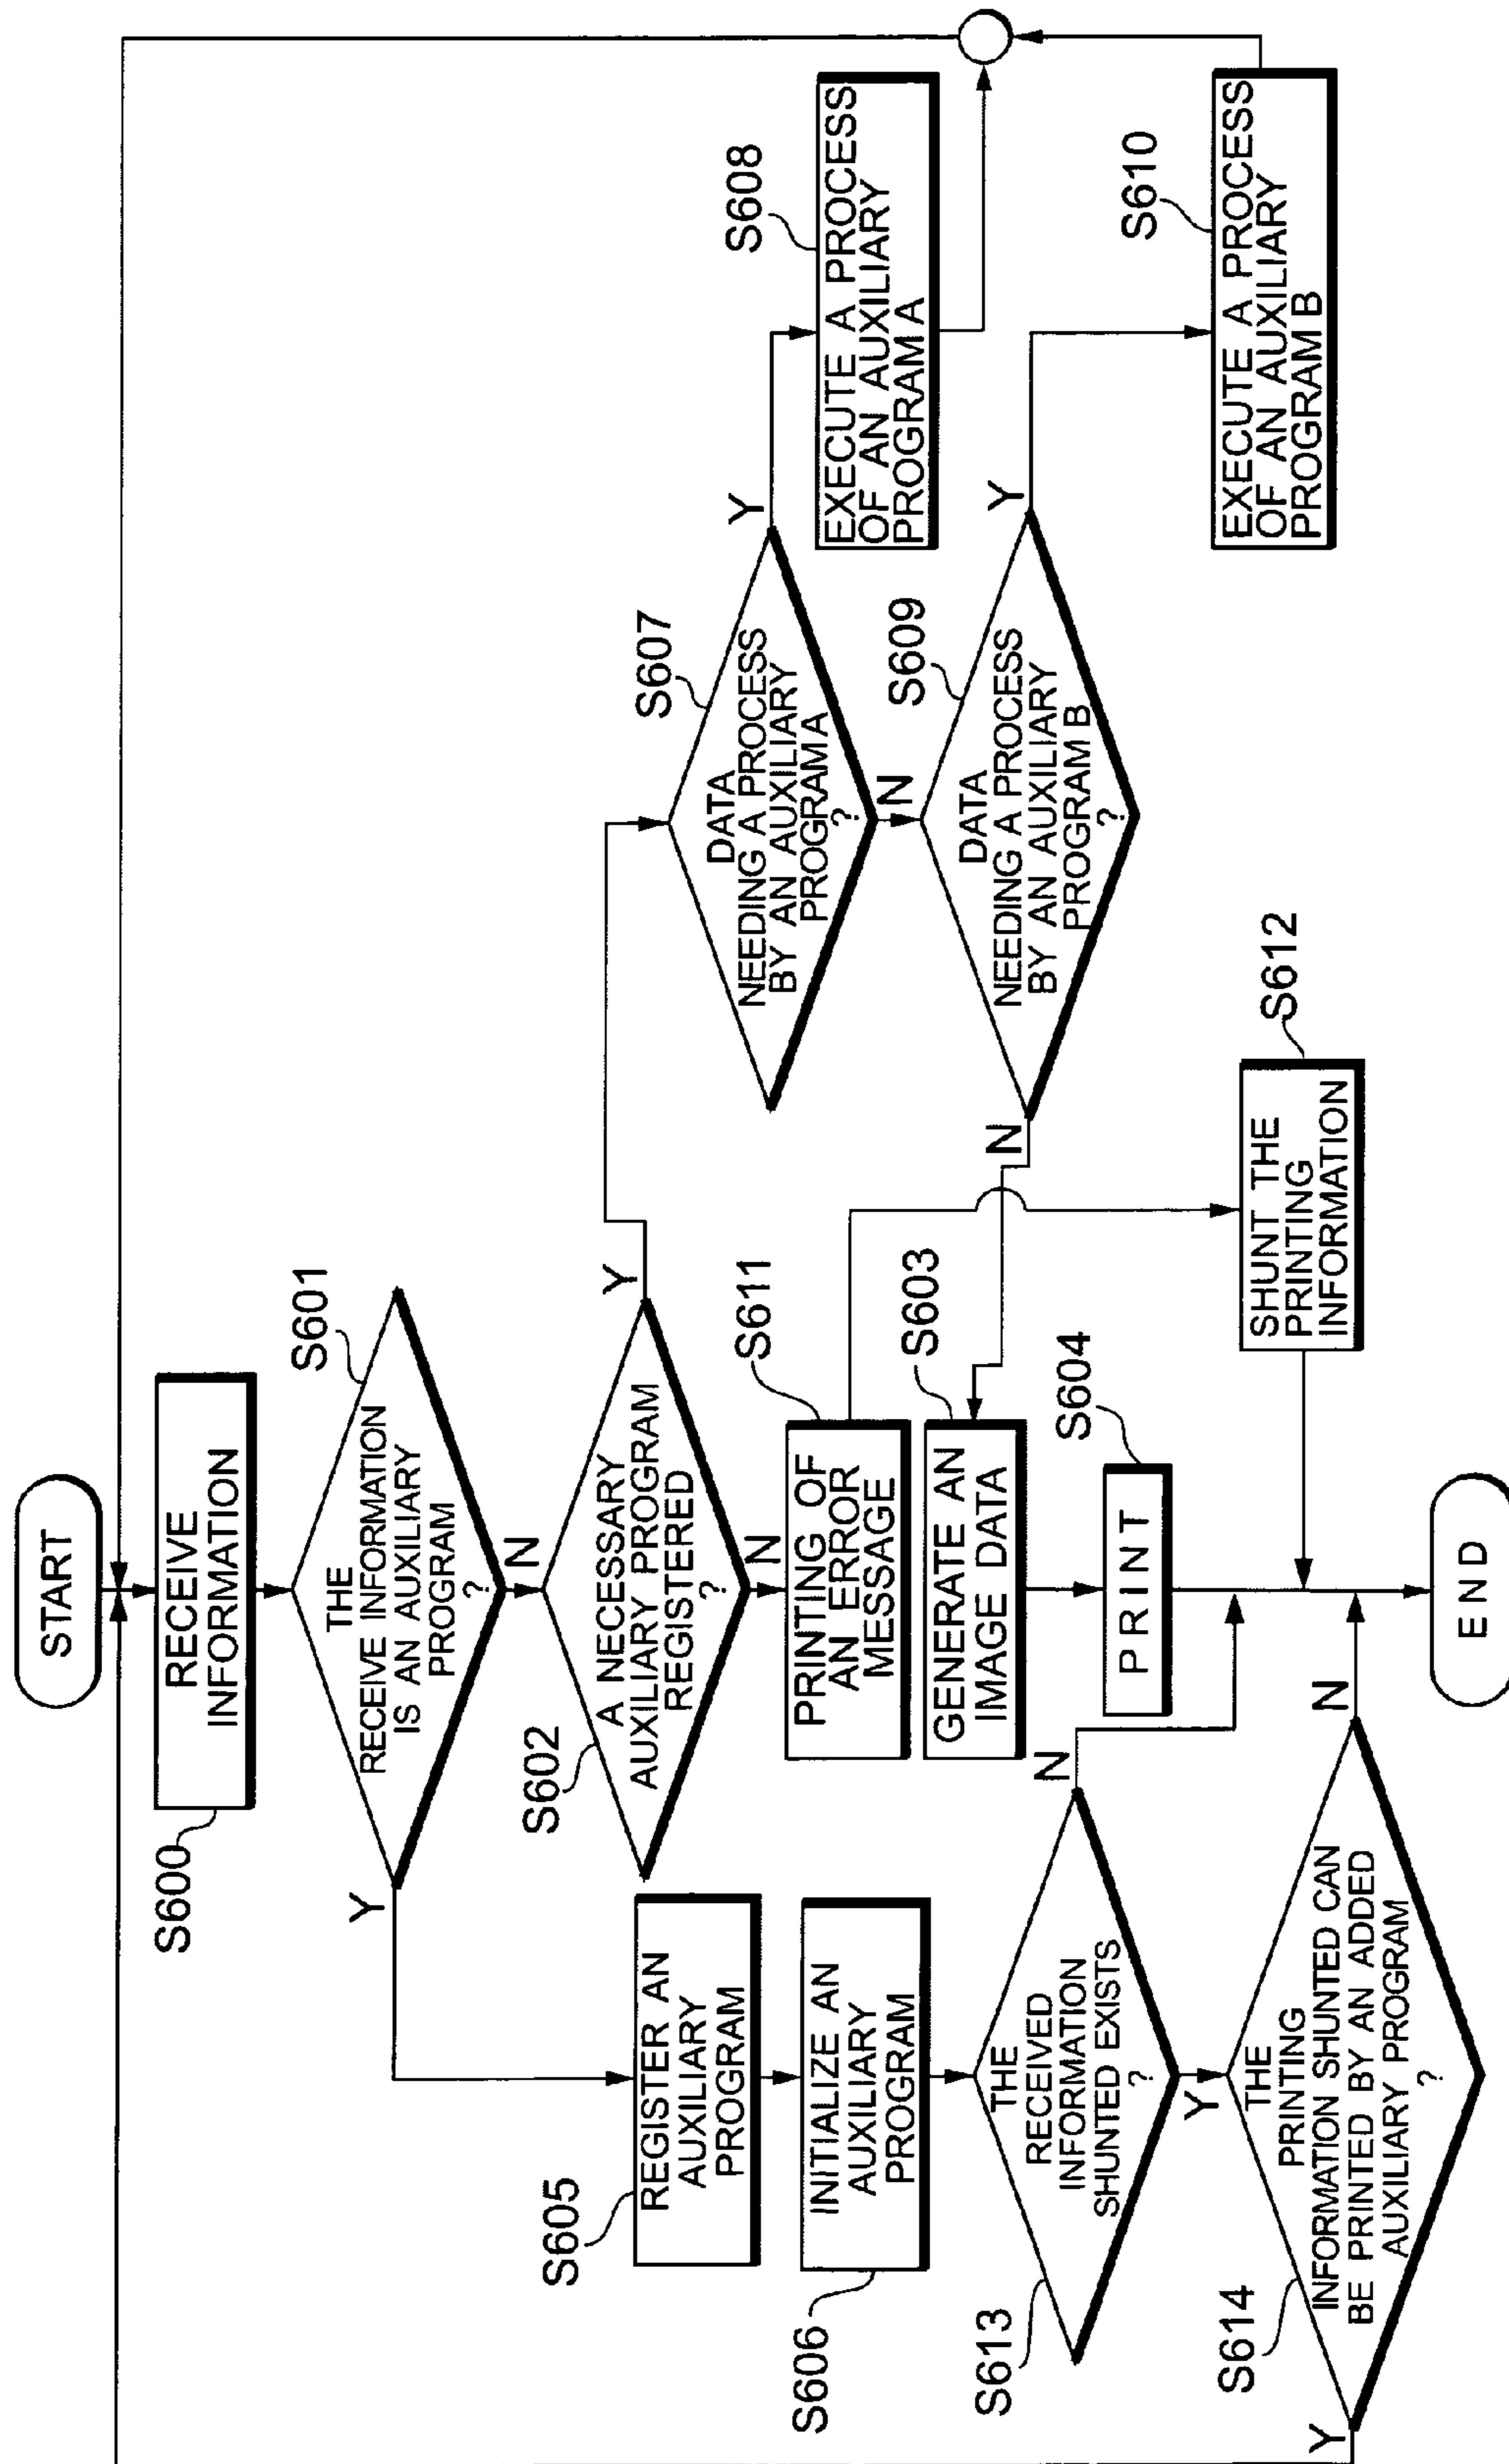 START
S600
RECEIVE
INFORMATION
S601
THE
RECEIVE INFORMATION
IS AN AUXILIARY
PROGRAM
?
Y
N
S602
A NECESSARY
AUXILIARY PROGRAM
REGISTERED
?
Y
N
S605
REGISTER AN
AUXILIARY
PROGRAM
S606
INITIALIZE AN
AUXILIARY
PROGRAM
S611
PRINTING OF
AN ERROR
MESSAGE
S603
GENERATE AN
IMAGE DATA
S604
PRINT
S607
DATA
NEEDING A PROCESS
BY AN AUXILIARY
PROGRAM A
?
Y
N
S608
EXECUTE A PROCESS
OF AN AUXILIARY
PROGRAM A
S609
DATA
NEEDING A PROCESS
BY AN AUXILIARY
PROGRAM B
?
Y
N
S610
EXECUTE A PROCESS
OF AN AUXILIARY
PROGRAM B
S612
SHUNT THE
PRINTING
INFORMATION
S613
THE
RECEIVED
INFORMATION
SHUNTED EXISTS
?
N
Y
S614
THE
PRINTING
INFORMATION SHUNTED CAN
BE PRINTED BY AN ADDED
AUXILIARY PROGRAM
?
Y
N
END